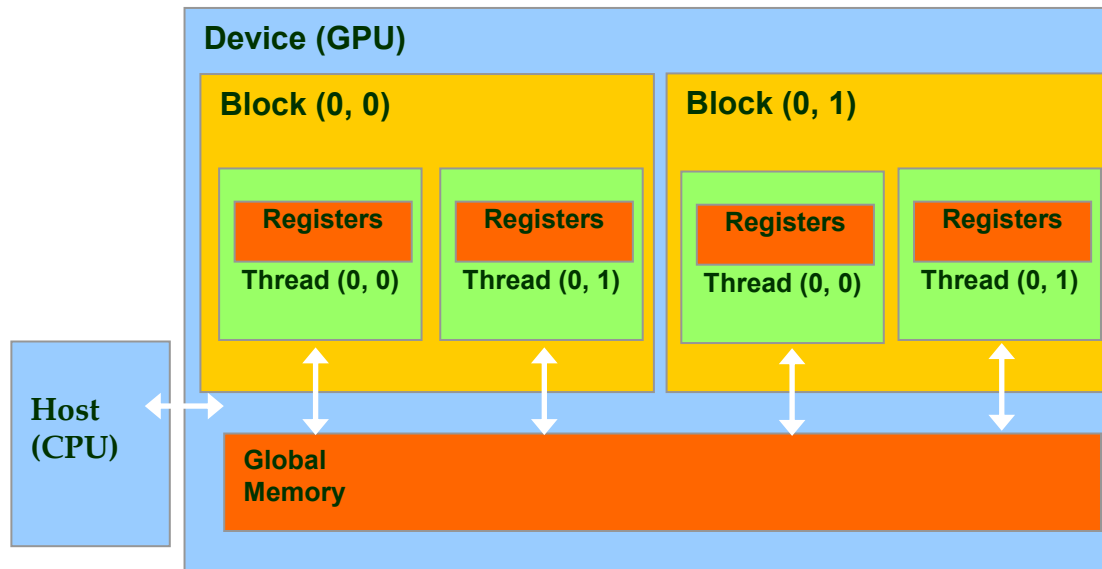 Device (GPU)
Block (0, 0)
Block (0, 1)
Registers
Thread (0, 0)
Registers
Thread (0, 1)
Registers
Thread (0, 0)
Registers
Thread (0, 1)
Host
(CPU)
Global
Memory